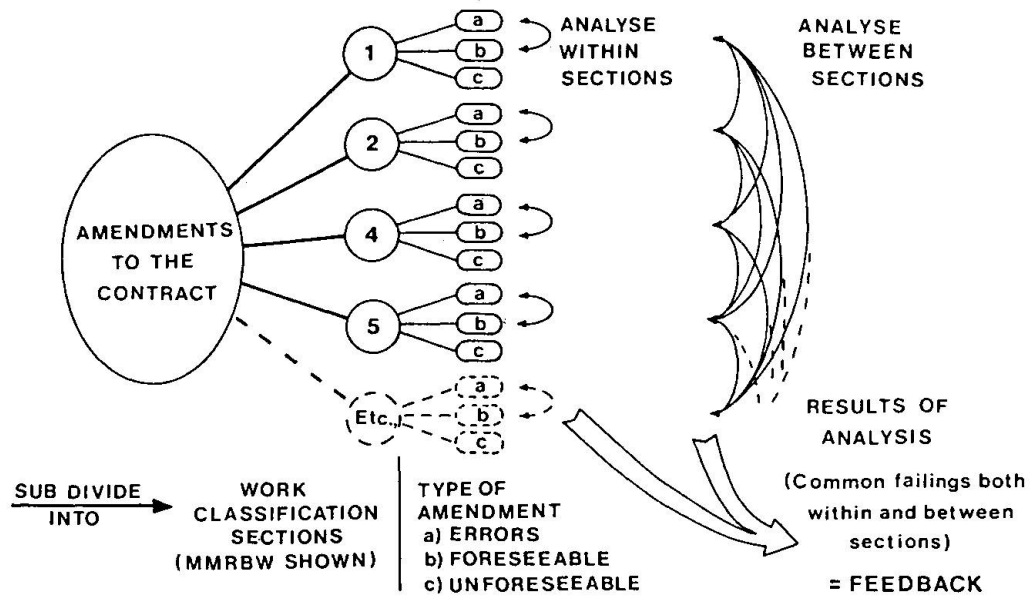 AMENDMENTS
TO THE
CONTRACT
1
a
b
c
2
a
b
c
4
a
b
c
5
a
b
c
Etc.,
a
b
c
ANALYSE
WITHIN
SECTIONS
ANALYSE
BETWEEN
SECTIONS
SUB DIVIDE
INTO
WORK
CLASSIFICATION
SECTIONS
(MMRBW SHOWN)
TYPE OF
AMENDMENT
a) ERRORS
b) FORESEEABLE
c) UNFORESEEABLE
RESULTS OF
ANALYSIS
(Common failings both
within and between
sections)
= FEEDBACK